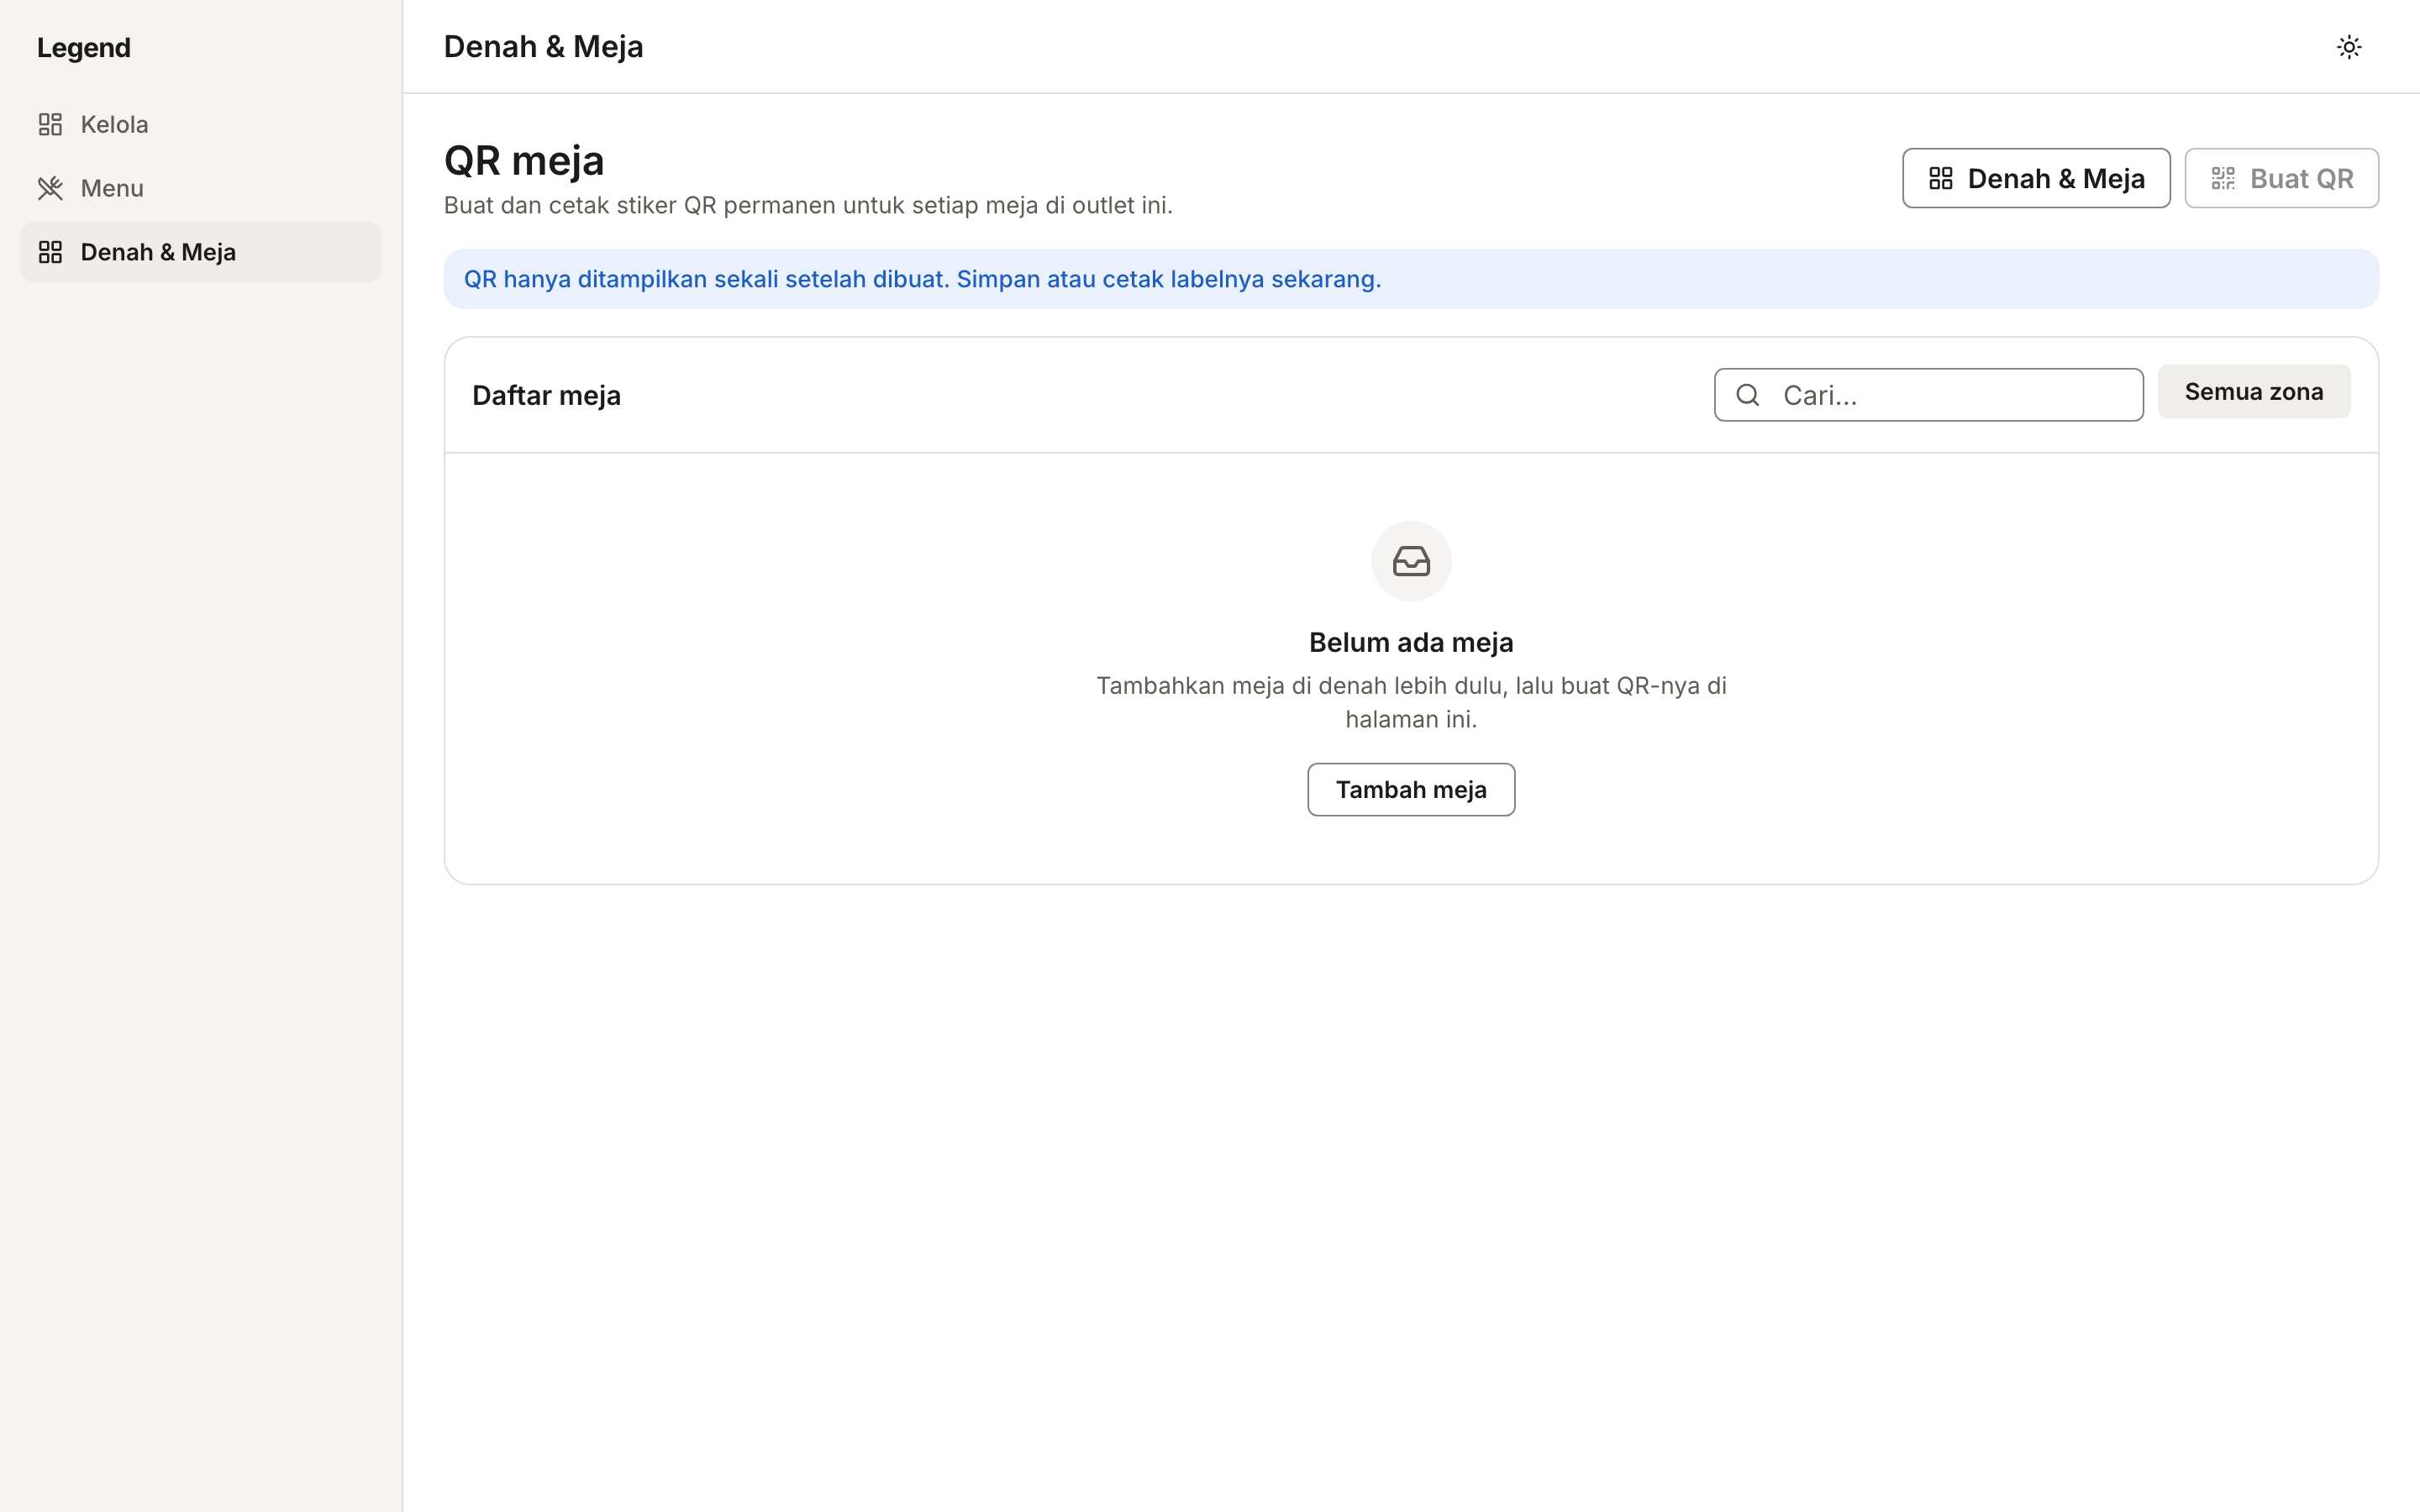 Legend
Kelola
Menu
Denah & Meja
Denah & Meja
QR meja
Buat dan cetak stiker QR permanen untuk setiap meja di outlet ini.
Denah & Meja
Buat QR
QR hanya ditampilkan sekali setelah dibuat. Simpan atau cetak labelnya sekarang.
Daftar meja
Cari...
Semua zona
Belum ada meja
Tambahkan meja di denah lebih dulu, lalu buat QR-nya di
halaman ini.
Tambah meja